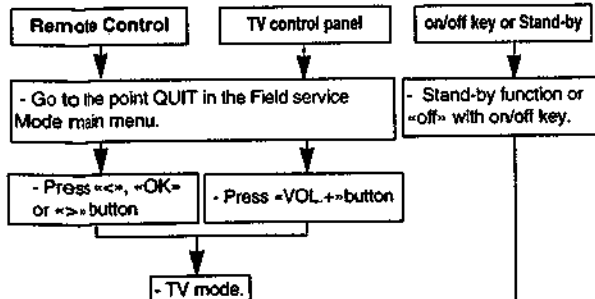 Remote Control
TV control panel
on/off key or Stand-by
- Go to the point QUIT in the Field service
Mode main menu.
- Stand-by function or
«off» with on/off key.
- Press «<», «OK»
or «>» button
- Press «VOL.+» button
- TV mode.